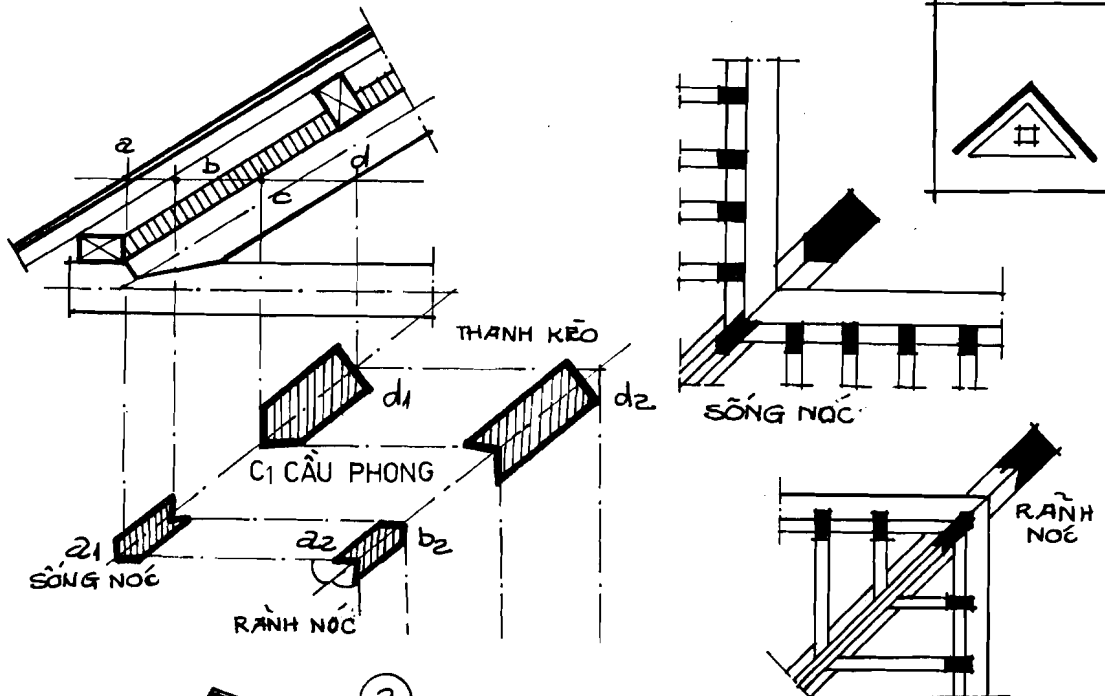 a
b
c
d
THANH KÈO
d1
d2
SỐNG NÓC
C1 CẦU PHONG
RÃNH NÓC
a1
a2
b2
SỐNG NÓC
RÃNH NÓC
2